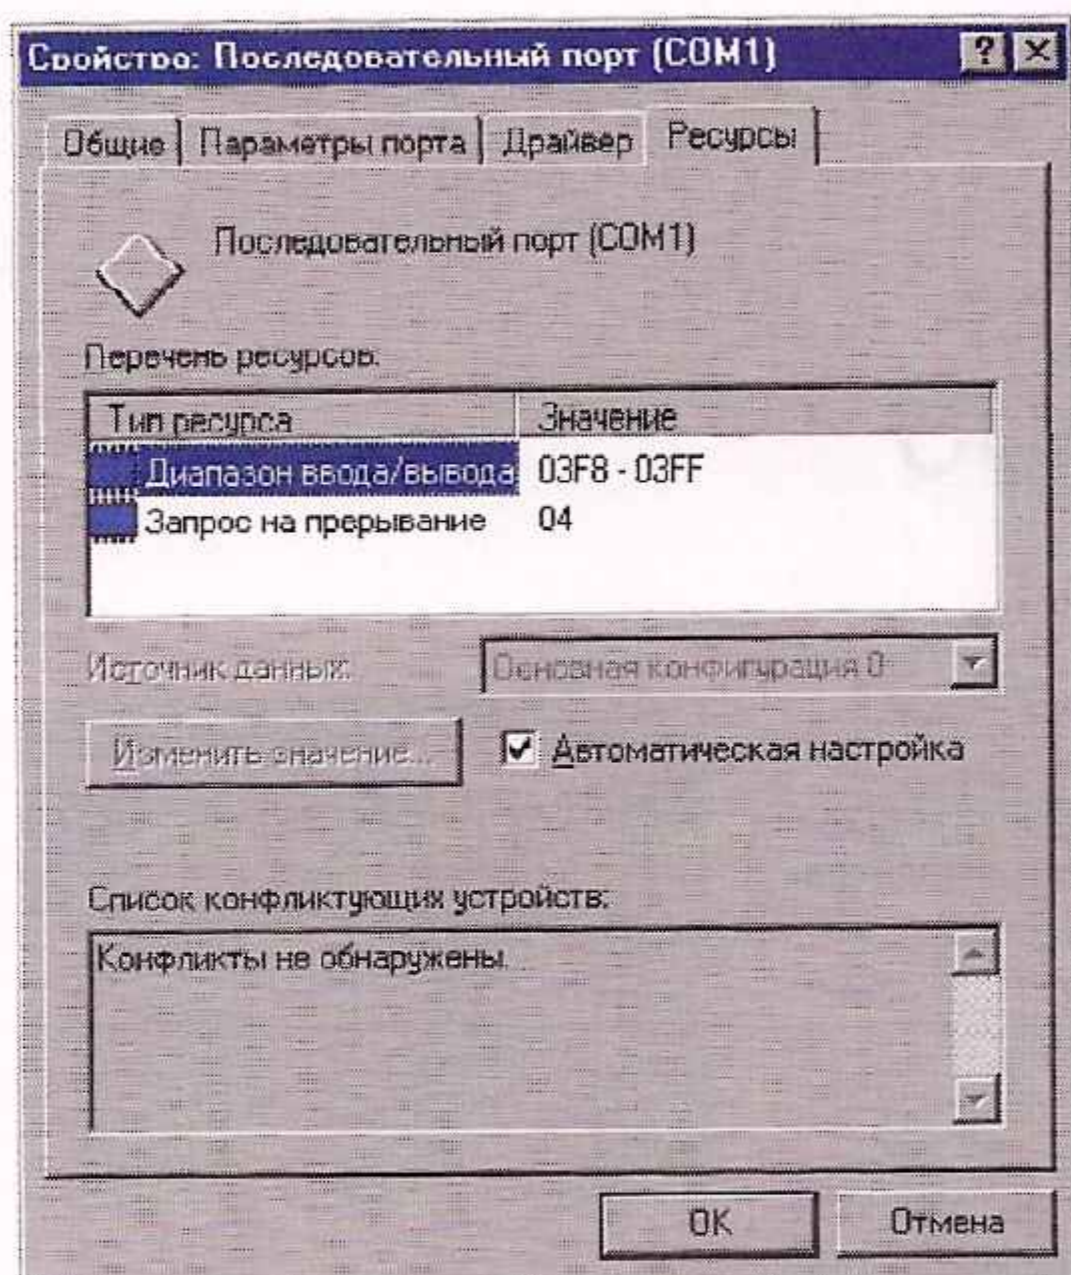 Свойства: Последовательный порт (COM1)
Общие Параметры порта Драйвер Ресурсы
Последовательный порт (COM1)
Перечень ресурсов:
Тип ресурса Значение
Диапазон ввода/вывода 03F8 - 03FF
Запрос на прерывание 04
Источник данных: Основная конфигурация 0
Изменить значение... Автоматическая настройка
Список конфликтующих устройств:
Конфликты не обнаружены.
OK Отмена